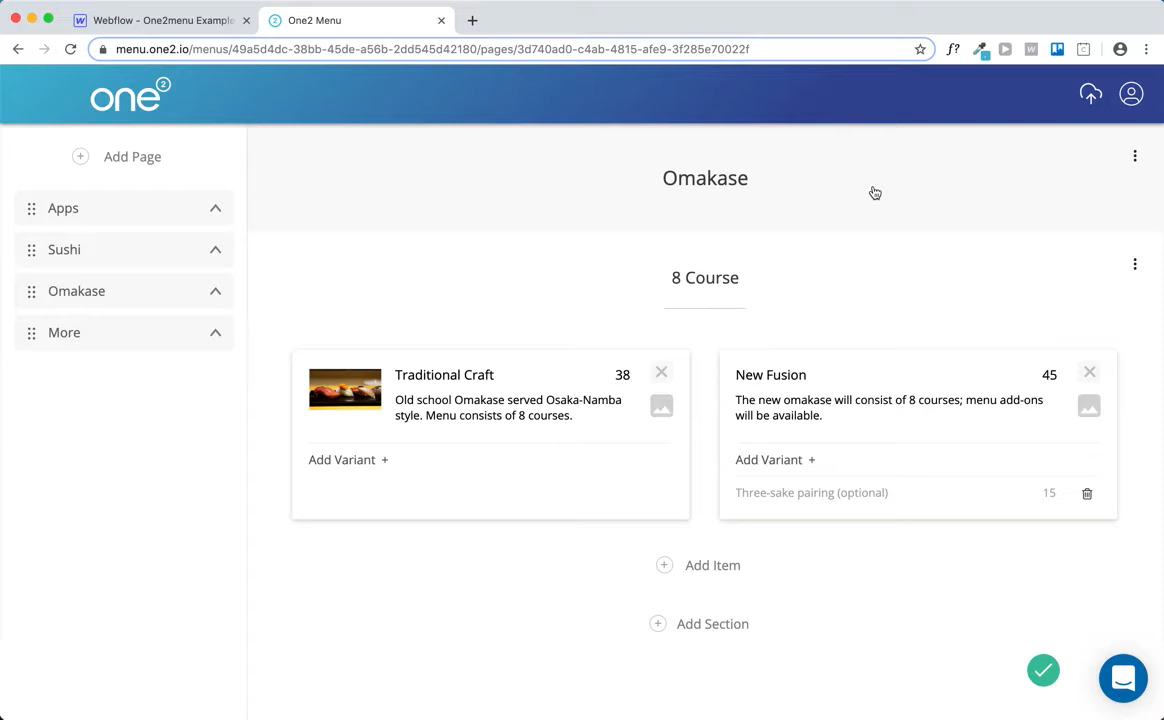 Webflow - One2menu Example
One2 Menu
menu.one2.io/menus/49a5d4dc-38bb-45de-a56b-2dd545d42180/pages/3d740ad0-c4ab-4815-afe9-3f285e70022f
f?
one2
Add Page
Apps
Sushi
Omakase
More
Omakase
8 Course
Traditional Craft 38
Old school Omakase served Osaka-Namba
style. Menu consists of 8 courses.
Add Variant +
New Fusion 45
The new omakase will consist of 8 courses; menu add-ons
will be available.
Add Variant +
Three-sake pairing (optional) 15
Add Item
Add Section